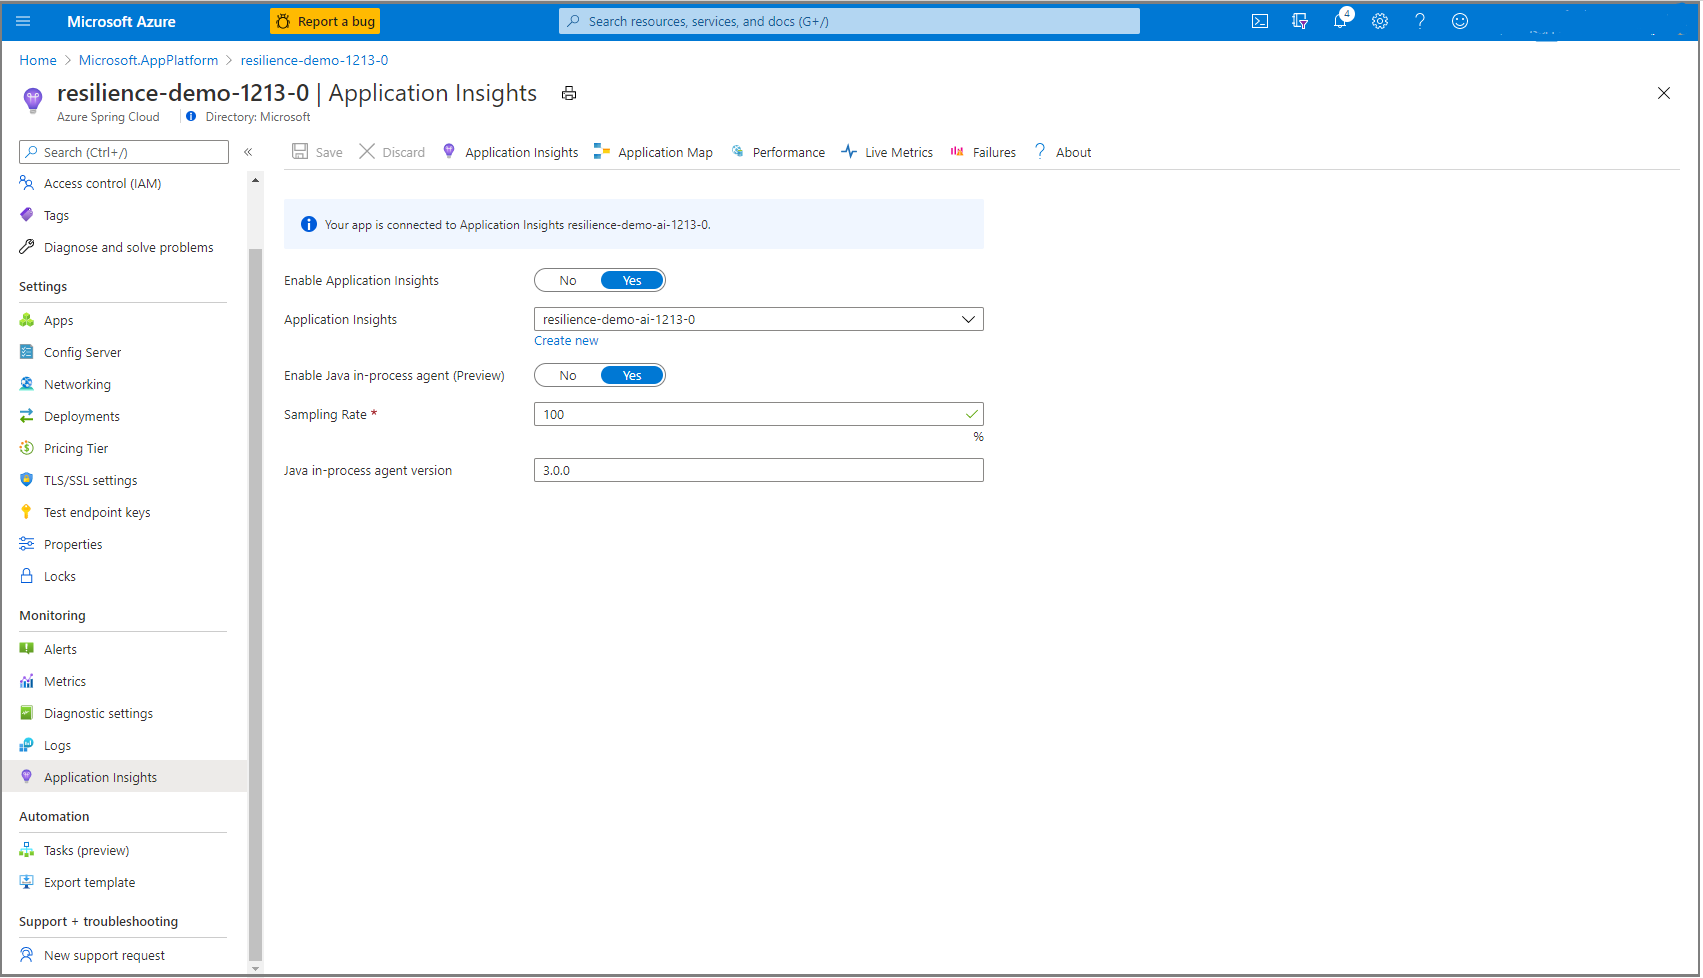 Microsoft Azure
Report a bug
Search resources, services, and docs (G+/)
4
Home > Microsoft.AppPlatform > resilience-demo-1213-0
resilience-demo-1213-0 | Application Insights
Azure Spring Cloud
Directory: Microsoft
Search (Ctrl+/)
«
Access control (IAM)
Tags
Diagnose and solve problems
Settings
Apps
Config Server
Networking
Deployments
Pricing Tier
TLS/SSL settings
Test endpoint keys
Properties
Locks
Monitoring
Alerts
Metrics
Diagnostic settings
Logs
Application Insights
Automation
Tasks (preview)
Export template
Support + troubleshooting
New support request
Save
Discard
Application Insights
Application Map
Performance
Live Metrics
Failures
? About
Your app is connected to Application Insights resilience-demo-ai-1213-0.
Enable Application Insights
No Yes
Application Insights
resilience-demo-ai-1213-0
Create new
Enable Java in-process agent (Preview)
No Yes
Sampling Rate *
100
%
Java in-process agent version
3.0.0